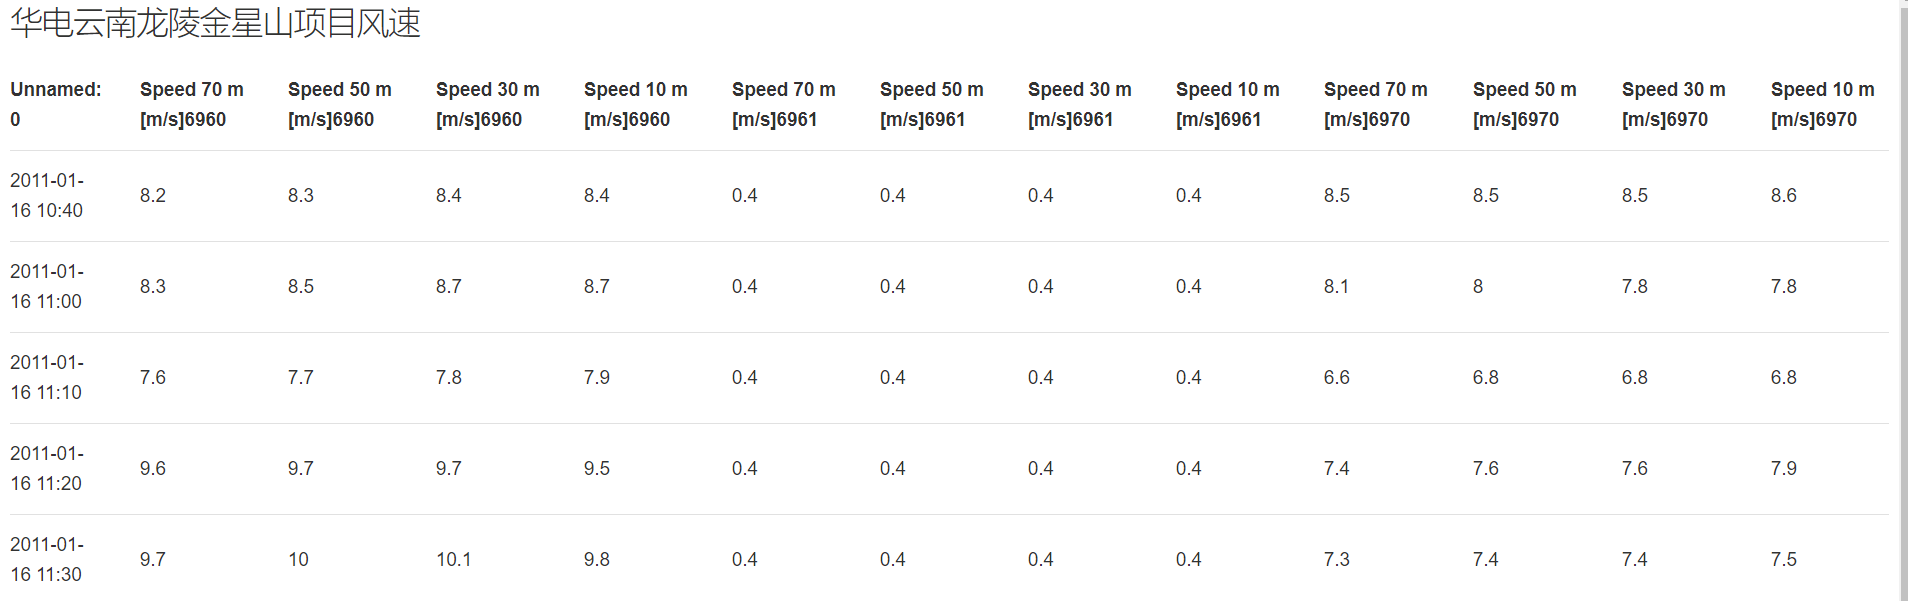 华电云南龙陵金星山项目风速
Unnamed: 0 Speed 70 m [m/s]6960 Speed 50 m [m/s]6960 Speed 30 m [m/s]6960 Speed 10 m [m/s]6960 Speed 70 m [m/s]6961 Speed 50 m [m/s]6961 Speed 30 m [m/s]6961 Speed 10 m [m/s]6961 Speed 70 m [m/s]6970 Speed 50 m [m/s]6970 Speed 30 m [m/s]6970 Speed 10 m [m/s]6970
2011-01-16 10:40 8.2 8.3 8.4 8.4 0.4 0.4 0.4 0.4 8.5 8.5 8.5 8.6
2011-01-16 11:00 8.3 8.5 8.7 8.7 0.4 0.4 0.4 0.4 8.1 8 7.8 7.8
2011-01-16 11:10 7.6 7.7 7.8 7.9 0.4 0.4 0.4 0.4 6.6 6.8 6.8 6.8
2011-01-16 11:20 9.6 9.7 9.7 9.5 0.4 0.4 0.4 0.4 7.4 7.6 7.6 7.9
2011-01-16 11:30 9.7 10 10.1 9.8 0.4 0.4 0.4 0.4 7.3 7.4 7.4 7.5